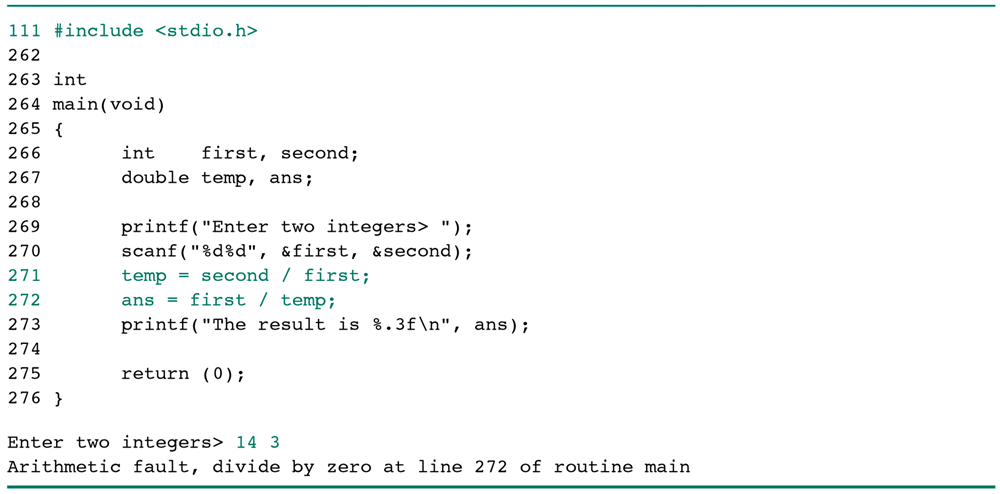 111 #include <stdio.h>
262
263 int
264 main(void)
265 {
266       int    first, second;
267       double temp, ans;
268
269       printf("Enter two integers> ");
270       scanf("%d%d", &first, &second);
271       temp = second / first;
272       ans = first / temp;
273       printf("The result is %.3f\n", ans);
274
275       return (0);
276 }
Enter two integers> 14 3
Arithmetic fault, divide by zero at line 272 of routine main